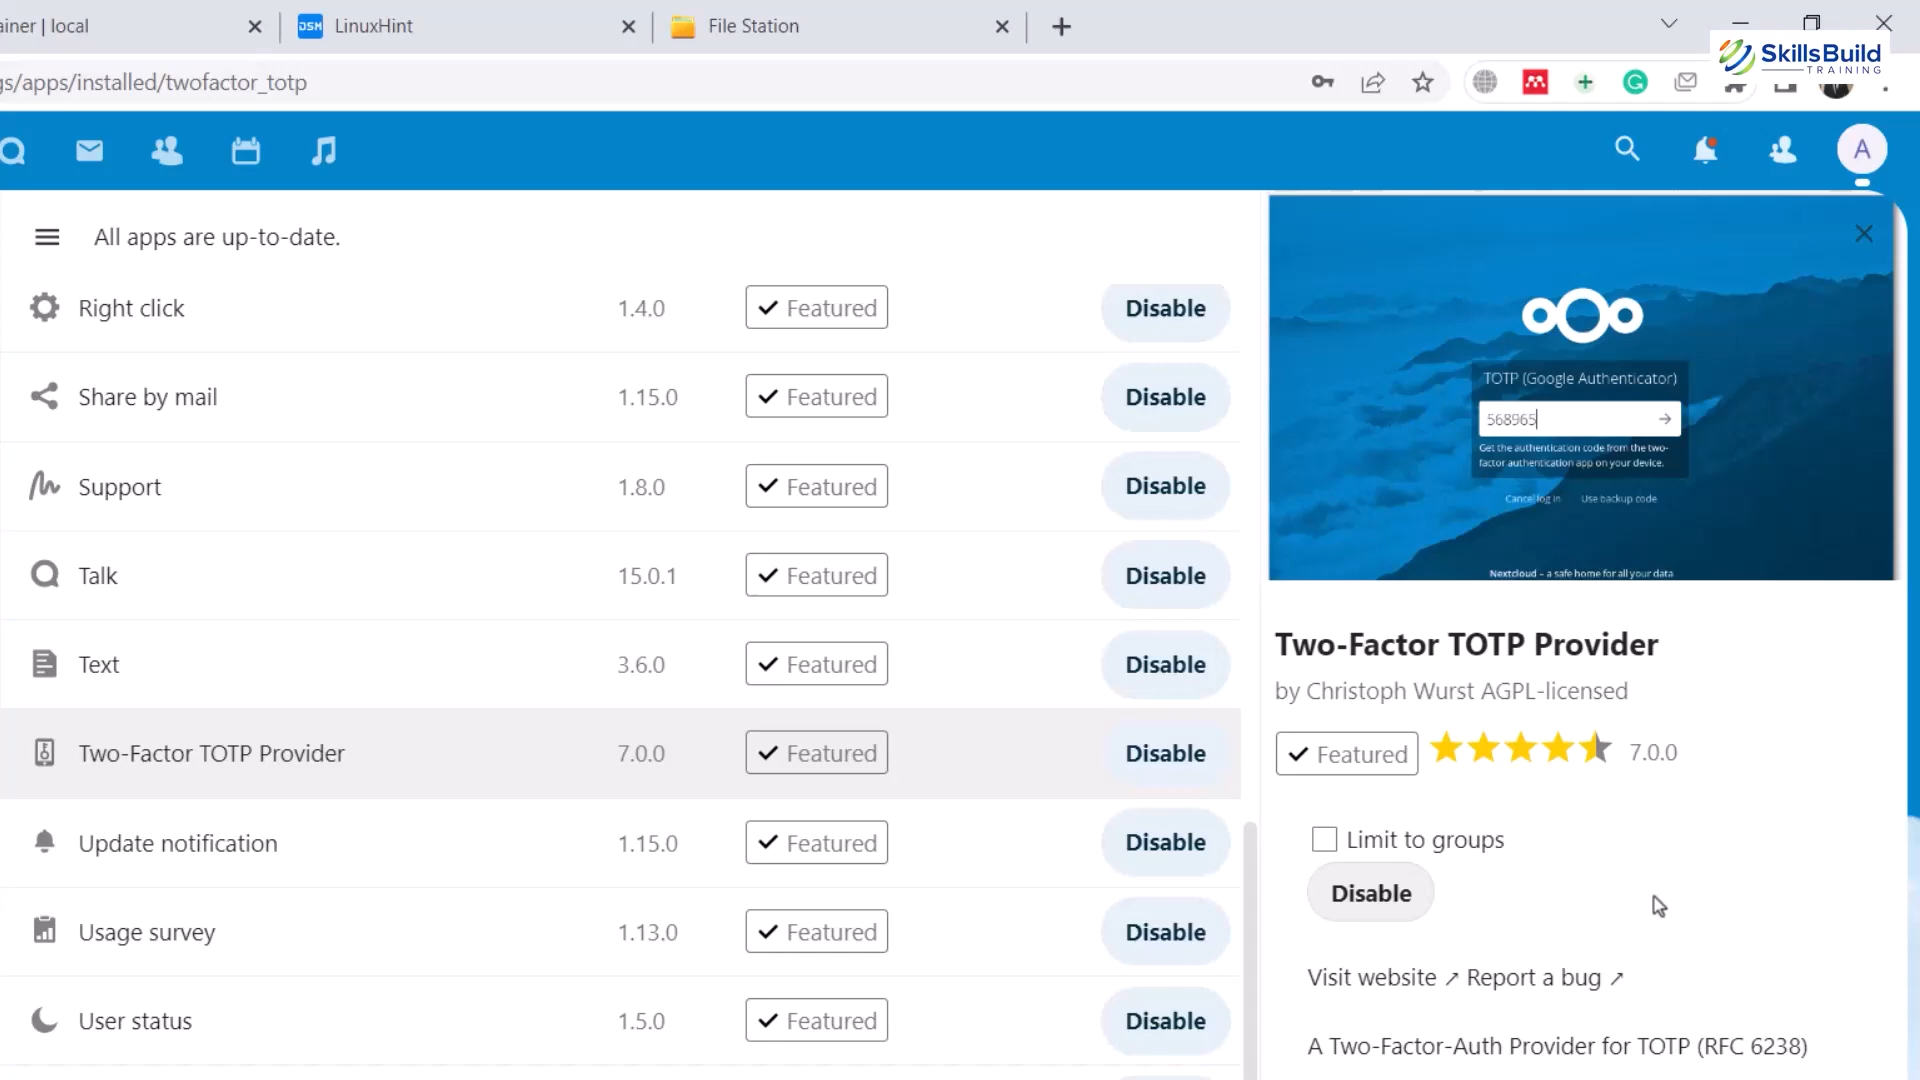 ainer | local
DSM LinuxHint
File Station
SkillsBuild
TRAINING
gs/apps/installed/twofactor_totp
A
All apps are up-to-date.
Right click 1.4.0 Featured Disable
Share by mail 1.15.0 Featured Disable
Support 1.8.0 Featured Disable
Talk 15.0.1 Featured Disable
Text 3.6.0 Featured Disable
Two-Factor TOTP Provider 7.0.0 Featured Disable
Update notification 1.15.0 Featured Disable
Usage survey 1.13.0 Featured Disable
User status 1.5.0 Featured Disable
TOTP (Google Authenticator)
568965
Get the authentication code from the two-
factor authentication app on your device.
Cancel log in Use backup code
Nextcloud – a safe home for all your data
Two-Factor TOTP Provider
by Christoph Wurst AGPL-licensed
Featured 7.0.0
Limit to groups
Disable
Visit website ↗ Report a bug ↗
A Two-Factor-Auth Provider for TOTP (RFC 6238)